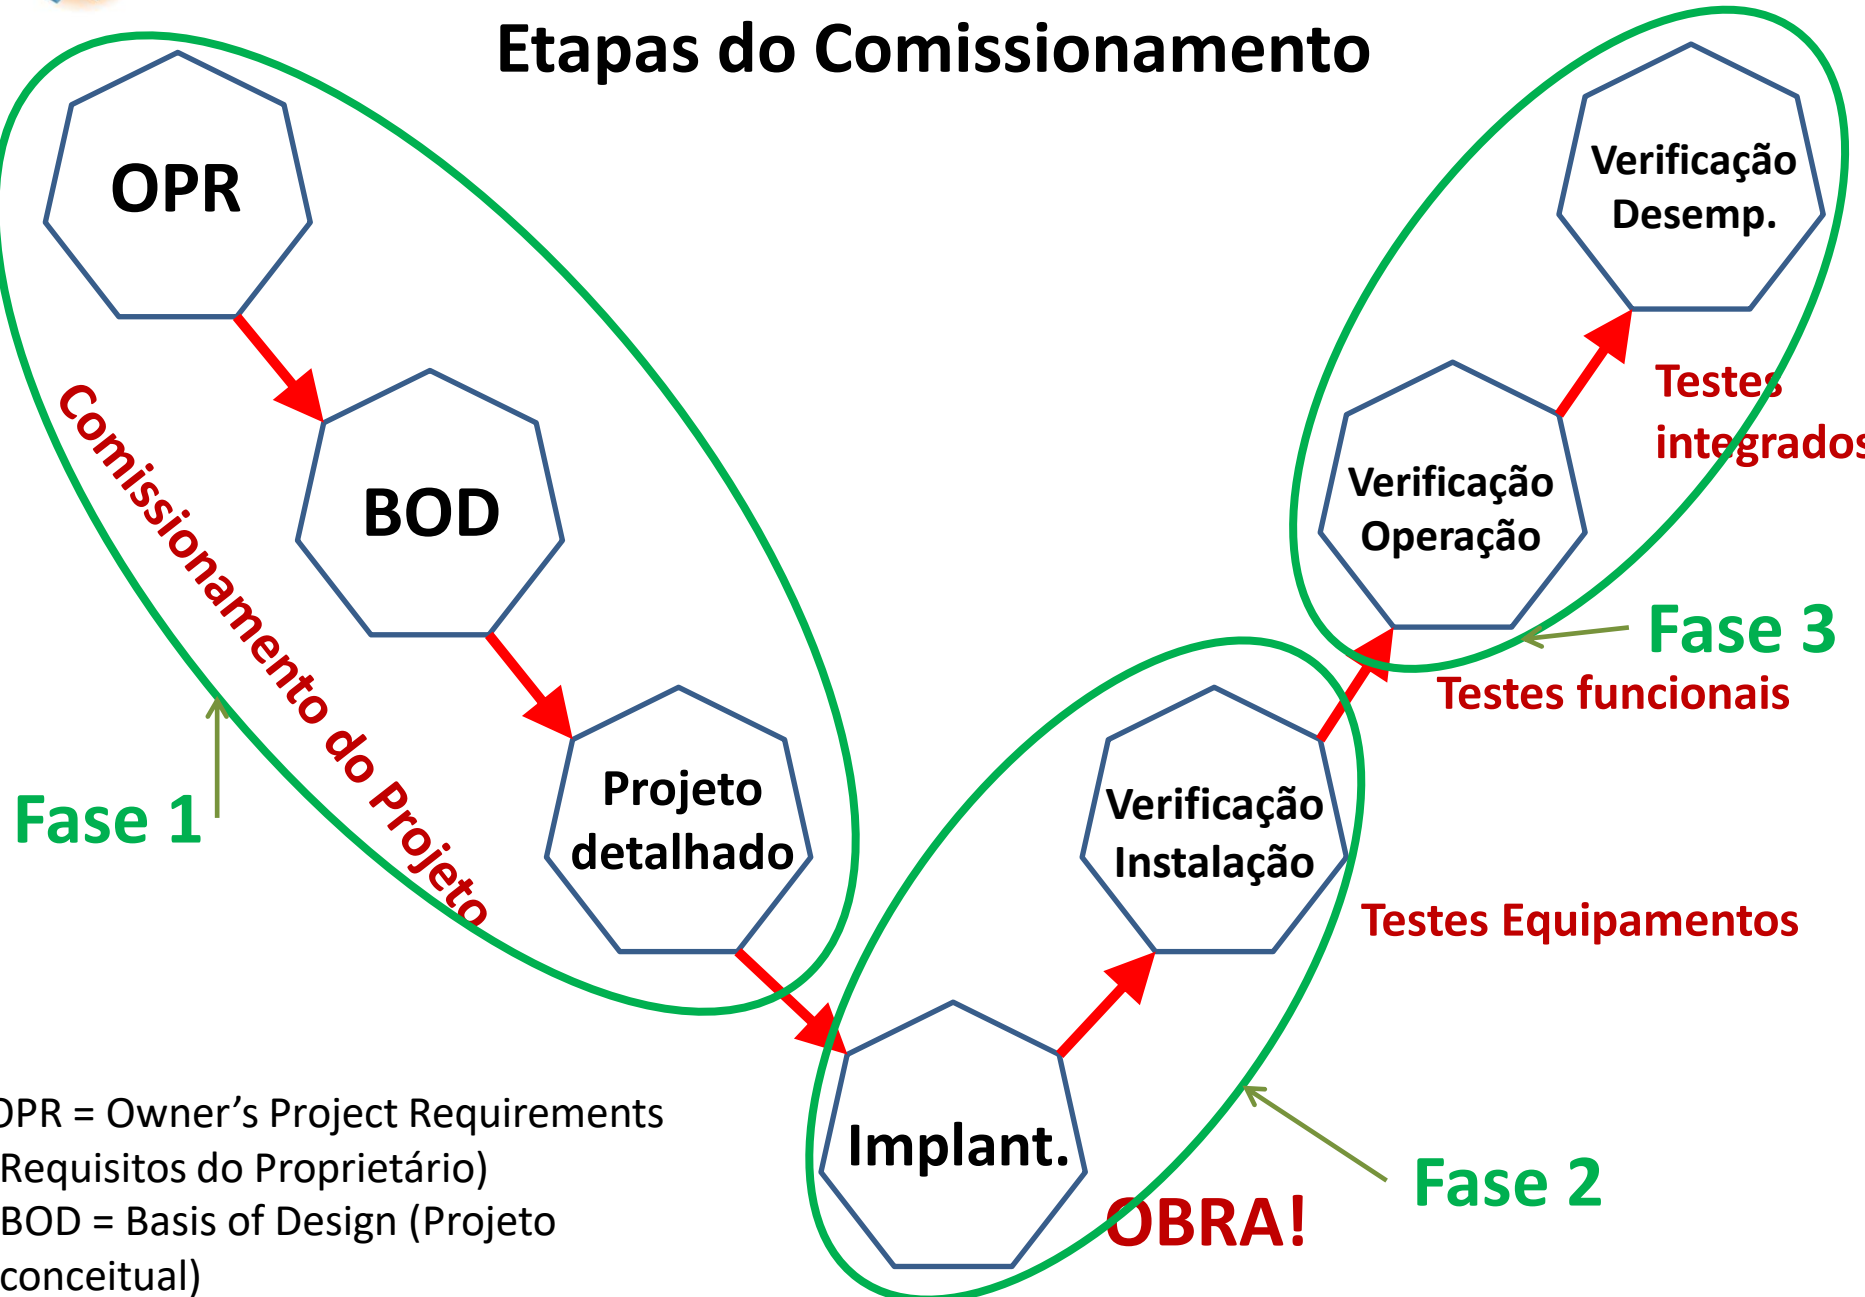 Etapas do Comissionamento
OPR
BOD
Projeto
detalhado
Comissionamento do Projeto
Fase 1
Implant.
OBRA!
Fase 2
Verificação
Instalação
Testes Equipamentos
Verificação
Operação
Fase 3
Testes funcionais
Verificação
Desemp.
Testes
integrados
OPR = Owner’s Project Requirements
Requisitos do Proprietário)
BOD = Basis of Design (Projeto
conceitual)